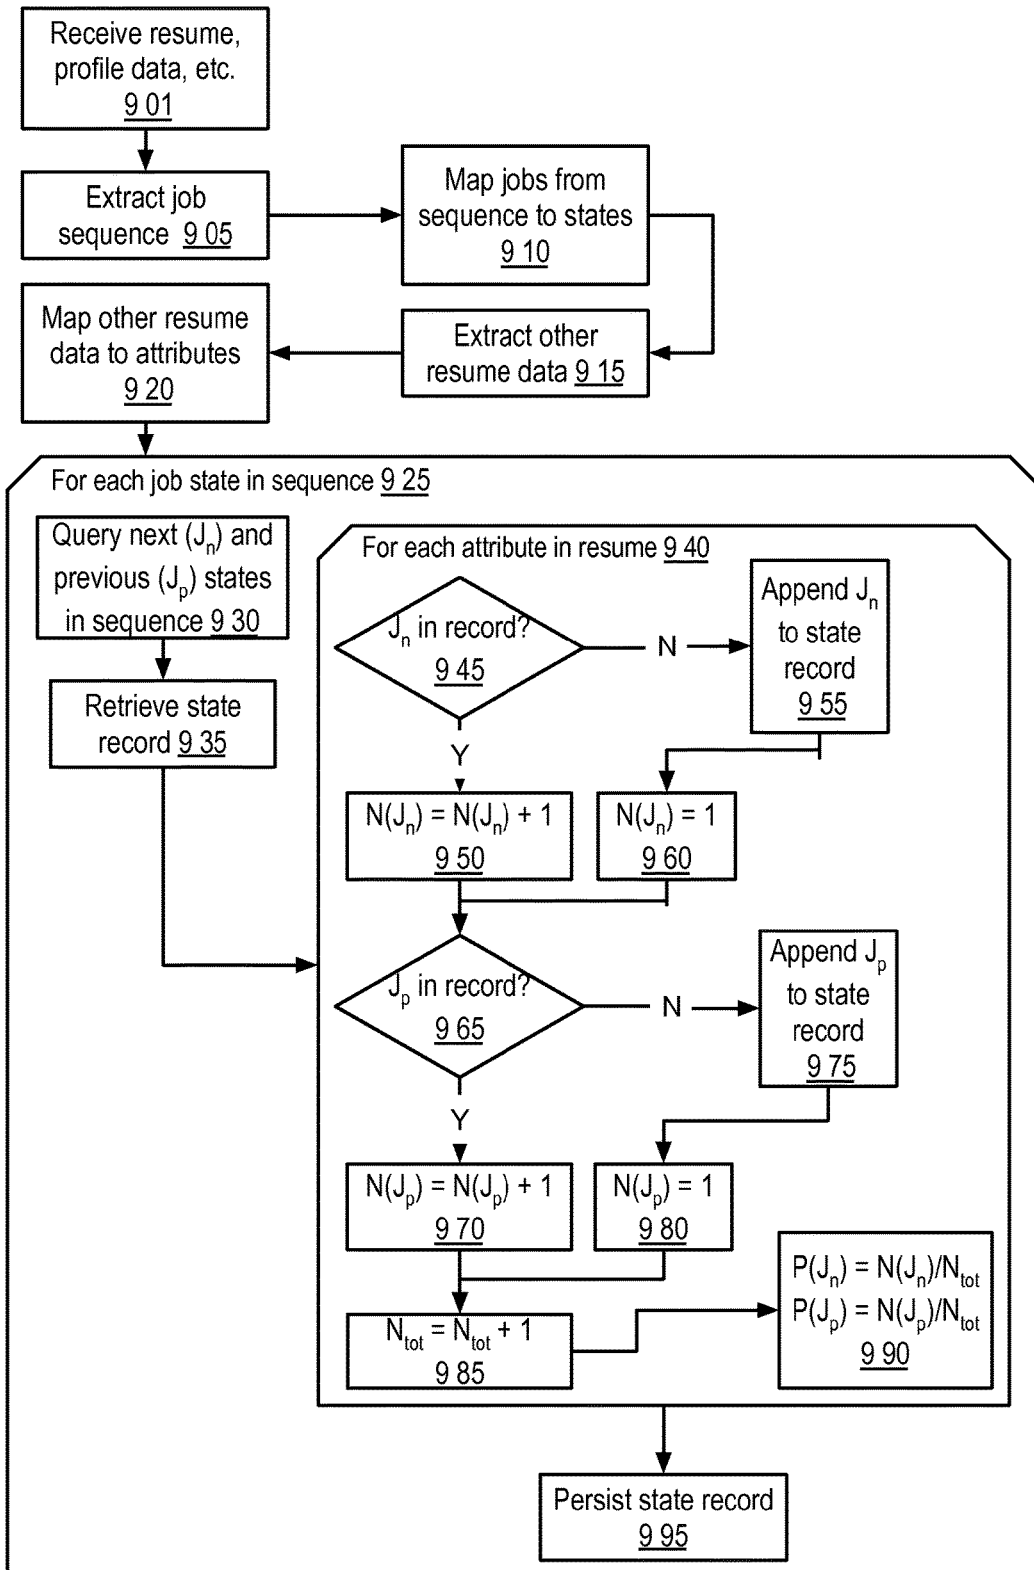 Receive resume,
profile data, etc.
9 01
Extract job
sequence 9 05
Map jobs from
sequence to states
9 10
Extract other
resume data 9 15
Map other resume
data to attributes
9 20
For each job state in sequence 9 25
Query next (Jn) and
previous (Jp) states
in sequence 9 30
Retrieve state
record 9 35
For each attribute in resume 9 40
Jn in record?
9 45
N
Append Jn
to state
record
9 55
Y
N(Jn) = N(Jn) + 1
9 50
N(Jn) = 1
9 60
Jp in record?
9 65
N
Append Jp
to state
record
9 75
Y
N(Jp) = N(Jp) + 1
9 70
N(Jp) = 1
9 80
Ntot = Ntot + 1
9 85
P(Jn) = N(Jn)/Ntot
P(Jp) = N(Jp)/Ntot
9 90
Persist state record
9 95